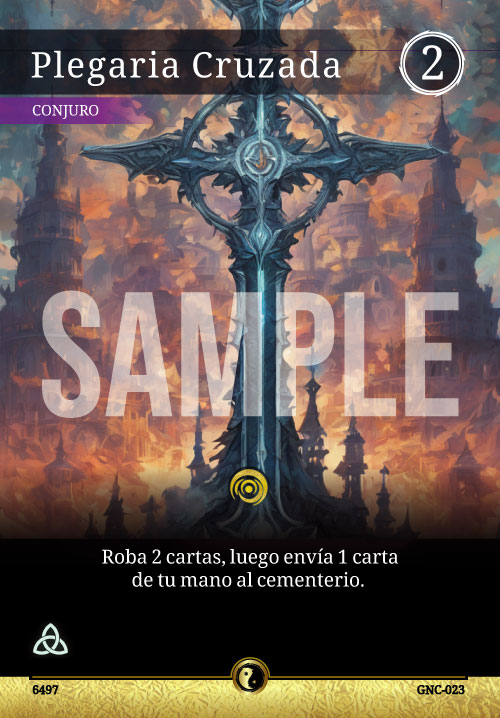 Plegaria Cruzada
2
CONJURO
SAMPLE
Roba 2 cartas, luego envía 1 carta
de tu mano al cementerio.
6497
GNC-023